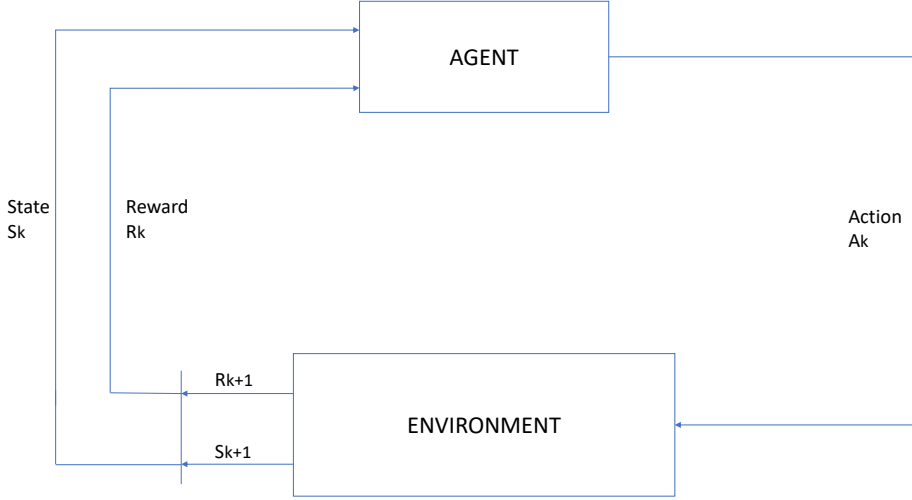 AGENT
State
Sk
Reward
Rk
Action
Ak
Rk+1
ENVIRONMENT
Sk+1